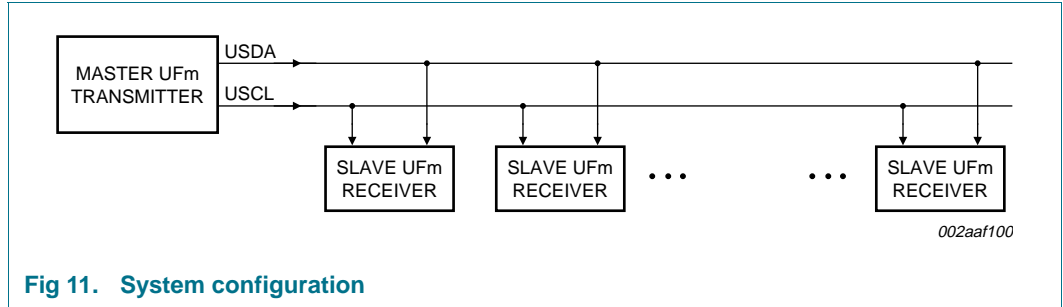 USDA
MASTER UFm
TRANSMITTER
USCL
SLAVE UFm
RECEIVER
SLAVE UFm
RECEIVER
SLAVE UFm
RECEIVER
002aaf100
Fig 11. System configuration